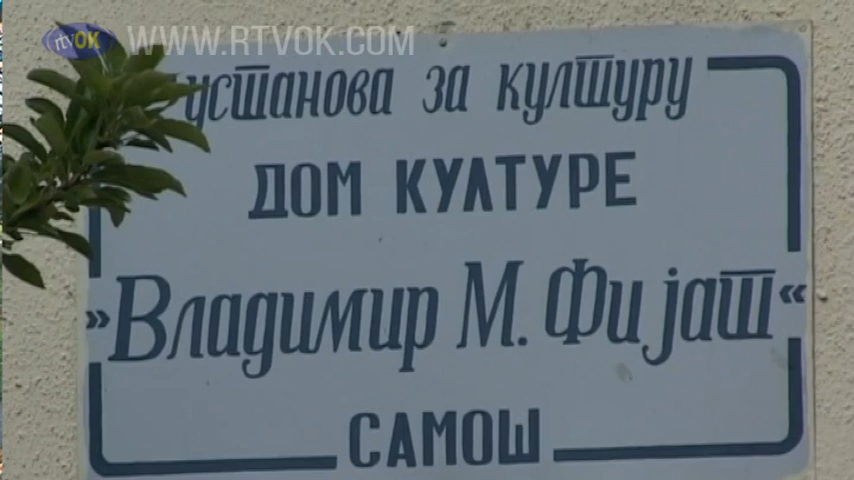 rtvOK WWW.RTVOK.COM
Установа за културу
ДОМ КУЛТУРЕ
»Владимир М. Фијат«
САМОШ